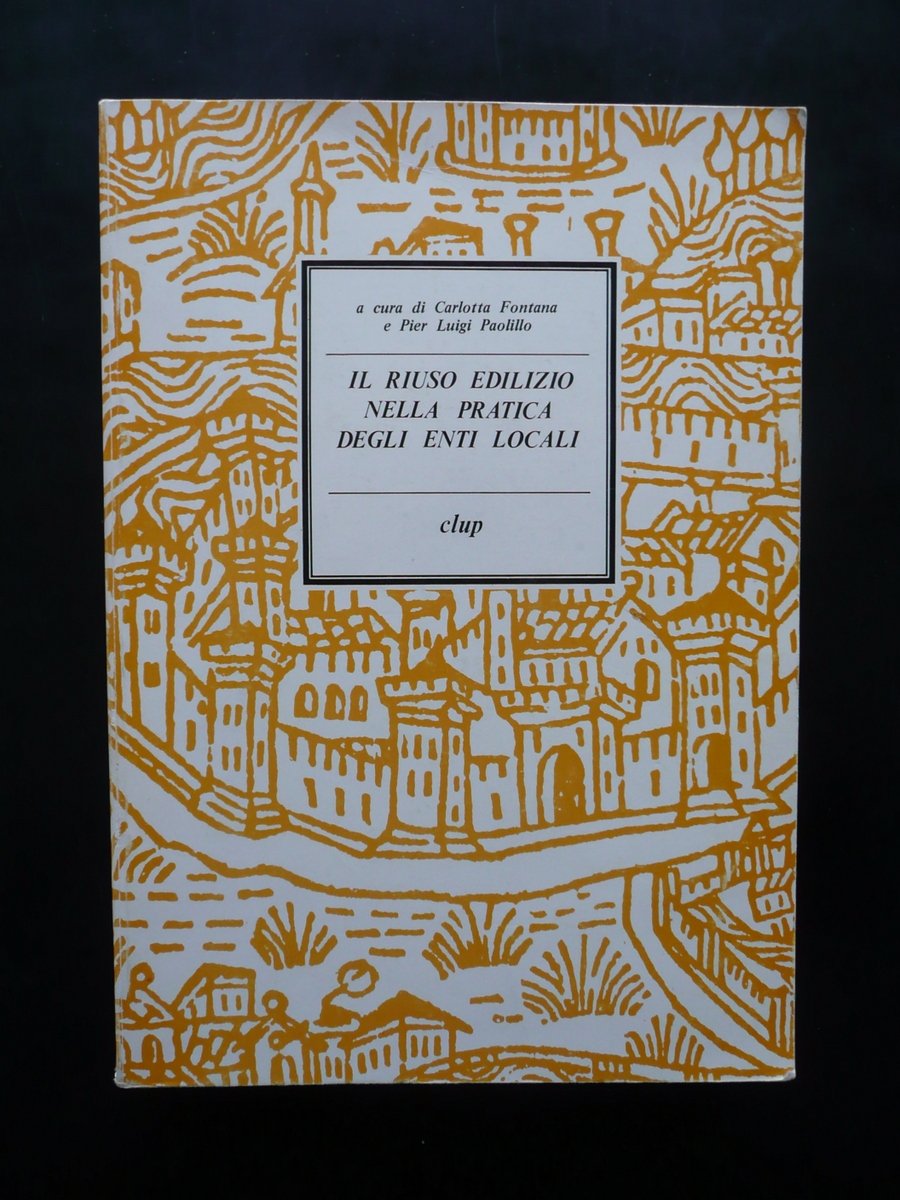 a cura di Carlotta Fontana
e Pier Luigi Paolillo
IL RIUSO EDILIZIO
NELLA PRATICA
DEGLI ENTI LOCALI
clup